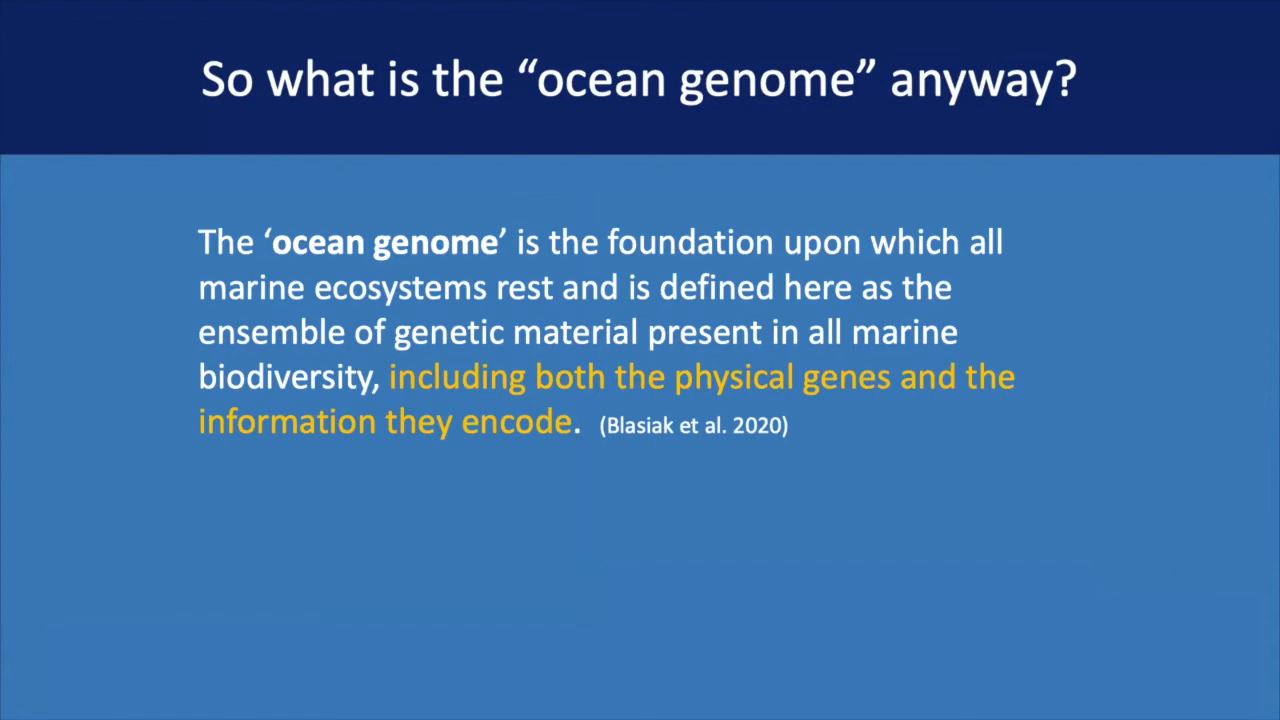 So what is the “ocean genome” anyway?
The ‘ocean genome’ is the foundation upon which all
marine ecosystems rest and is defined here as the
ensemble of genetic material present in all marine
biodiversity, including both the physical genes and the
information they encode. (Blasiak et al. 2020)